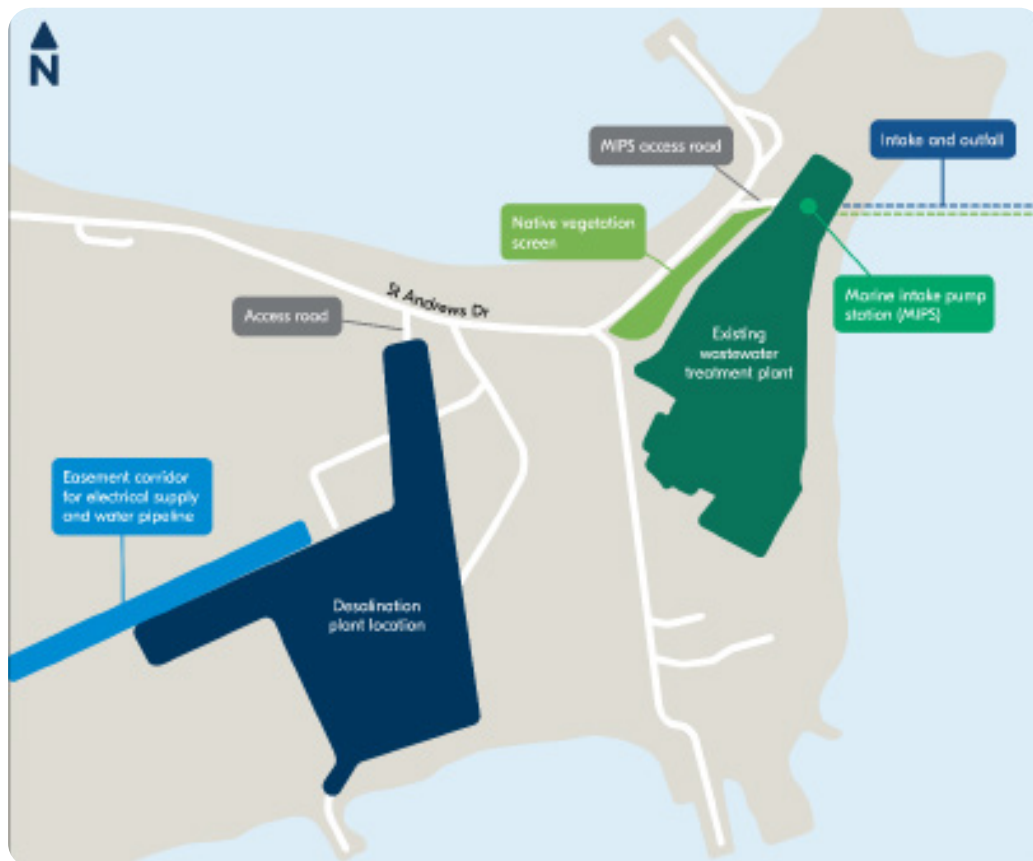 N
MIPS access road
Intake and outfall
Native vegetation
screen
Marine intake pump
station (MIPS)
St Andrews Dr
Access road
Existing
wastewater
treatment plant
Easement corridor
for electrical supply
and water pipeline
Desalination
plant location